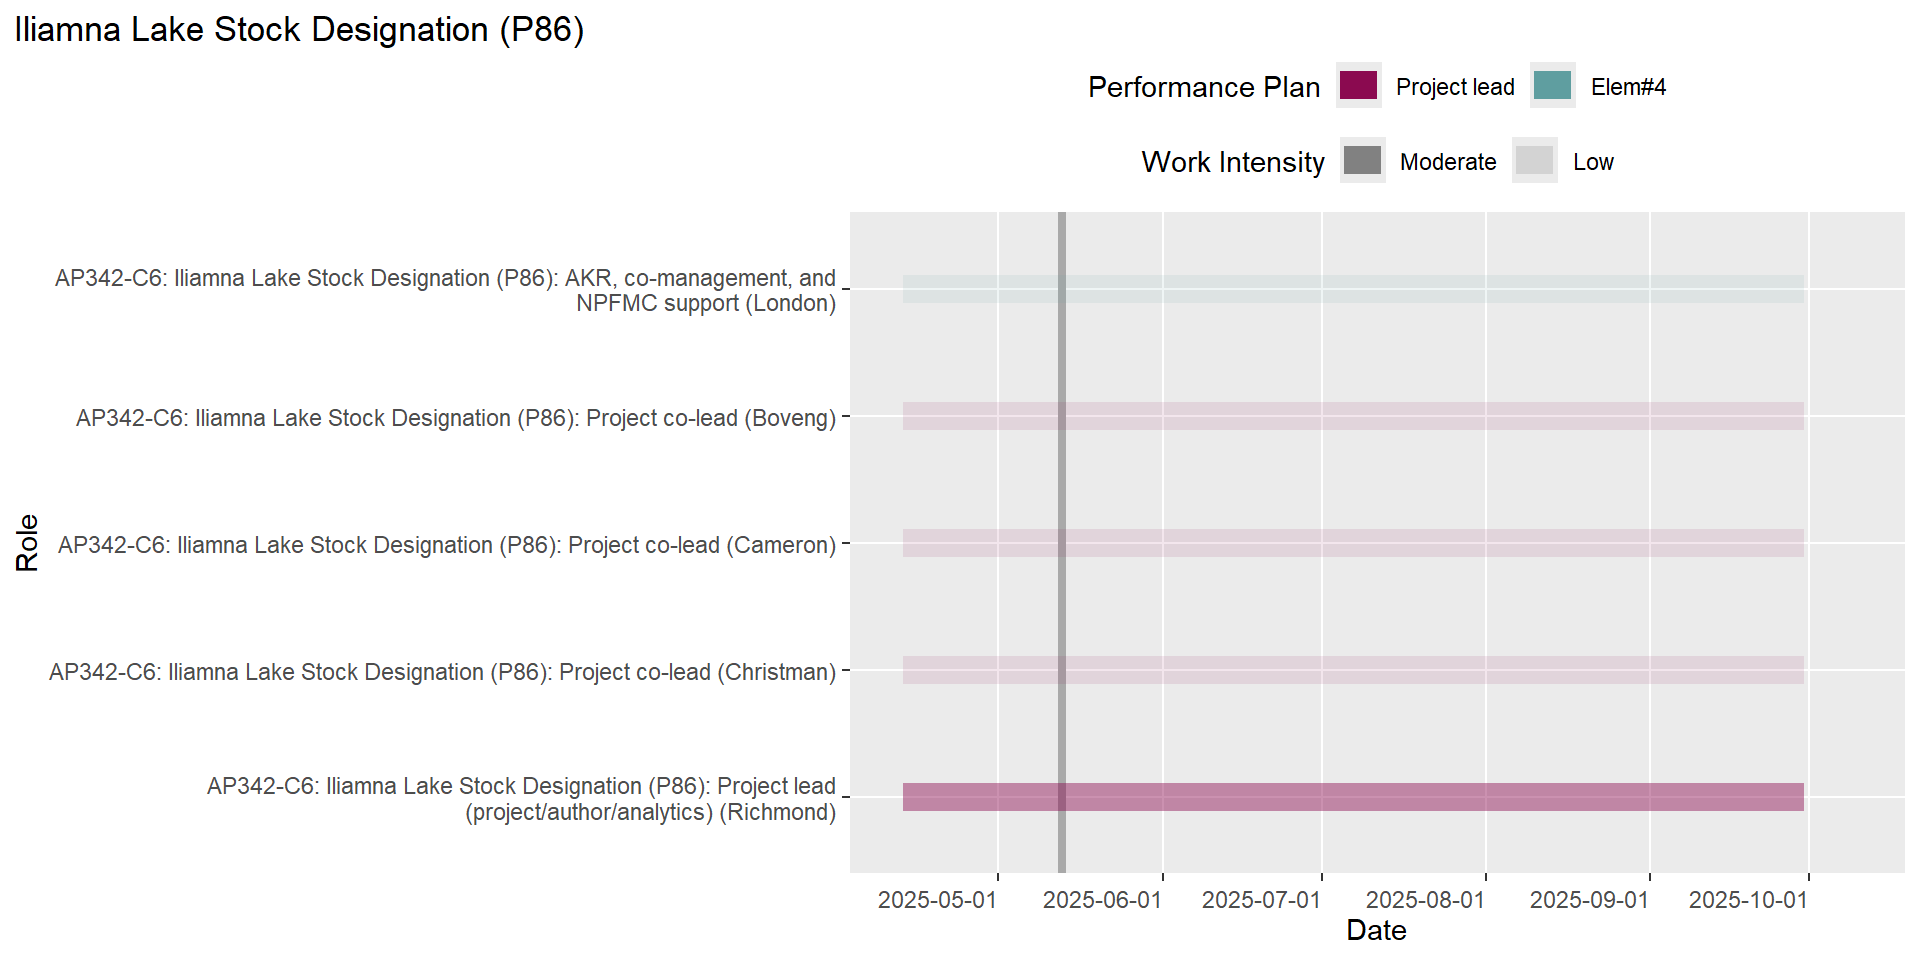 Iliamna Lake Stock Designation (P86)
Performance Plan Project lead Elem#4
Work Intensity Moderate Low
AP342-C6: Iliamna Lake Stock Designation (P86): AKR, co-management, and
NPFMC support (London)
AP342-C6: Iliamna Lake Stock Designation (P86): Project co-lead (Boveng)
AP342-C6: Iliamna Lake Stock Designation (P86): Project co-lead (Cameron)
AP342-C6: Iliamna Lake Stock Designation (P86): Project co-lead (Christman)
AP342-C6: Iliamna Lake Stock Designation (P86): Project lead
(project/author/analytics) (Richmond)
Role
2025-05-01 2025-06-01 2025-07-01 2025-08-01 2025-09-01 2025-10-01
Date